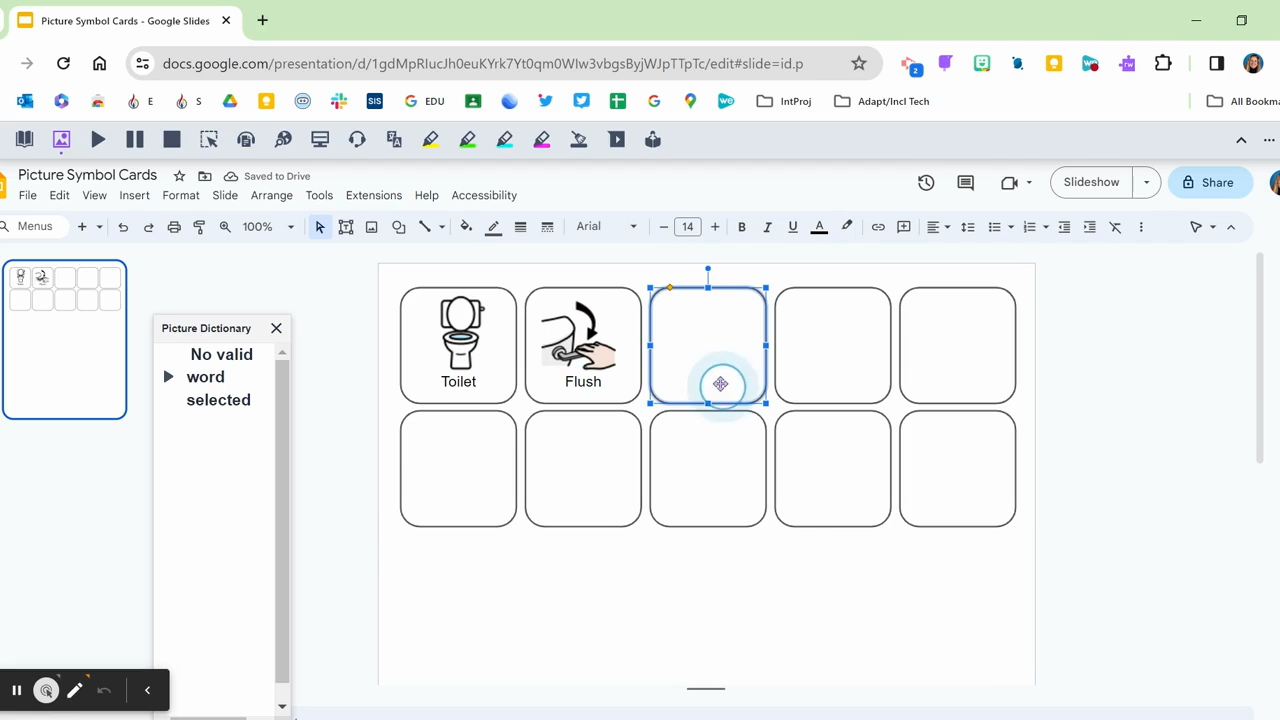 Picture Symbol Cards - Google Slides
docs.google.com/presentation/d/1gdMpRlucJh0euKYrk7Yt0qm0WIw3vbgsByjWJpTTpTc/edit#slide=id.p
2
E
S
SIS
EDU
IntProj
Adapt/Incl Tech
All Bookma
Picture Symbol Cards
Saved to Drive
File Edit View Insert Format Slide Arrange Tools Extensions Help Accessibility
Slideshow
Share
Menus
100%
Arial
14
Picture Dictionary
No valid
word
selected
Toilet
Flush